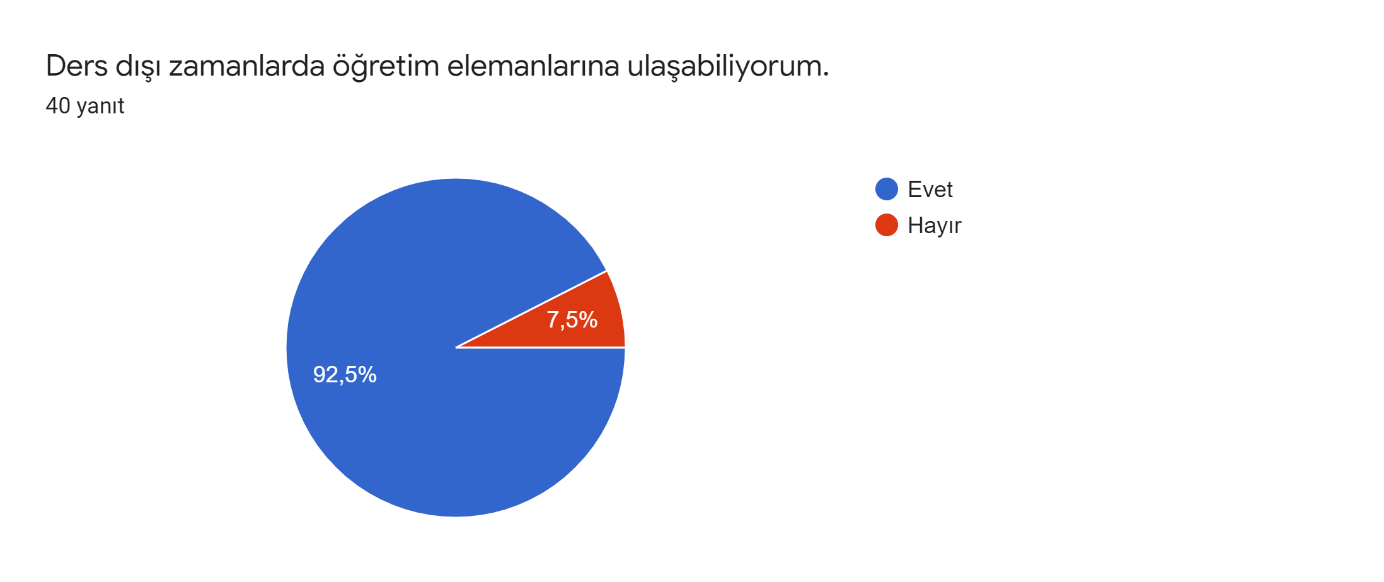 Ders dışı zamanlarda öğretim elemanlarına ulaşabiliyorum.
40 yanıt
Evet
Hayır
7,5%
92,5%